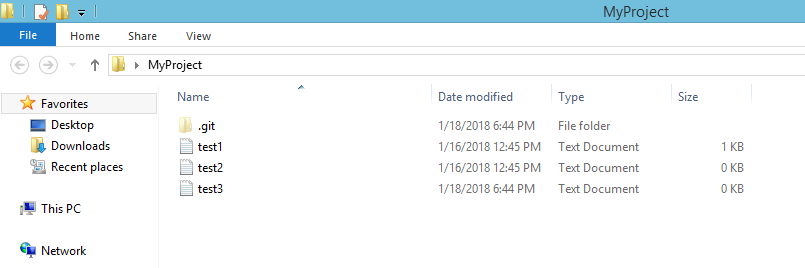 MyProject
File Home Share View
MyProject
Favorites
Desktop
Downloads
Recent places
This PC
Network
Name Date modified Type Size
.git 1/18/2018 6:44 PM File folder
test1 1/16/2018 12:45 PM Text Document 1 KB
test2 1/16/2018 12:45 PM Text Document 0 KB
test3 1/18/2018 6:44 PM Text Document 0 KB